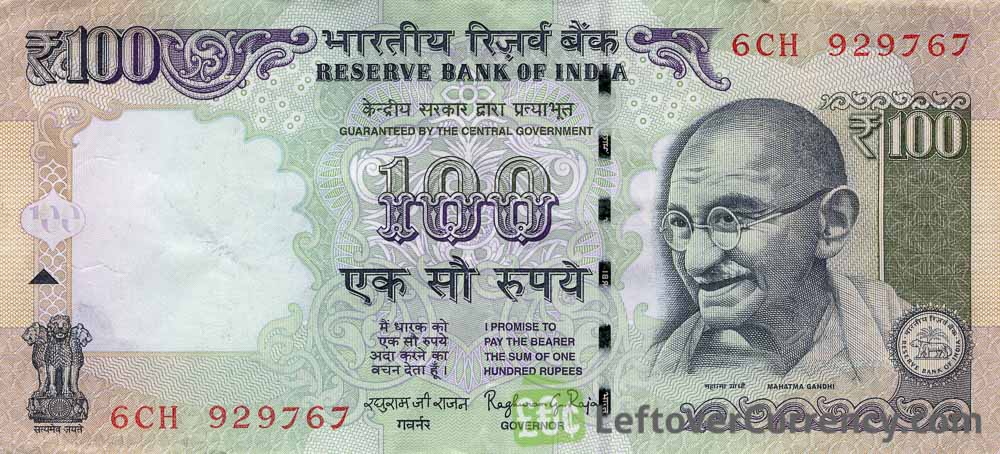 ₹100
भारतीय रिज़र्व बैंक
6CH 929767
RESERVE BANK OF INDIA
केन्द्रीय सरकार द्वारा प्रत्याभूत
GUARANTEED BY THE CENTRAL GOVERNMENT
₹100
100
100
एक सौ रुपये
मैं धारक को
एक सौ रुपये
अदा करने का
वचन देता हूँ।
I PROMISE TO
PAY THE BEARER
THE SUM OF ONE
HUNDRED RUPEES
महात्मा गांधी
MAHATMA GANDHI
भारतीय रिज़र्व बैंक
RESERVE BANK OF INDIA
6CH 929767
रघुराम जी राजन
Raghuram G Rajan
गवर्नर
GOVERNOR
सत्यमेव जयते
भारत
LeftoverCurrency.com